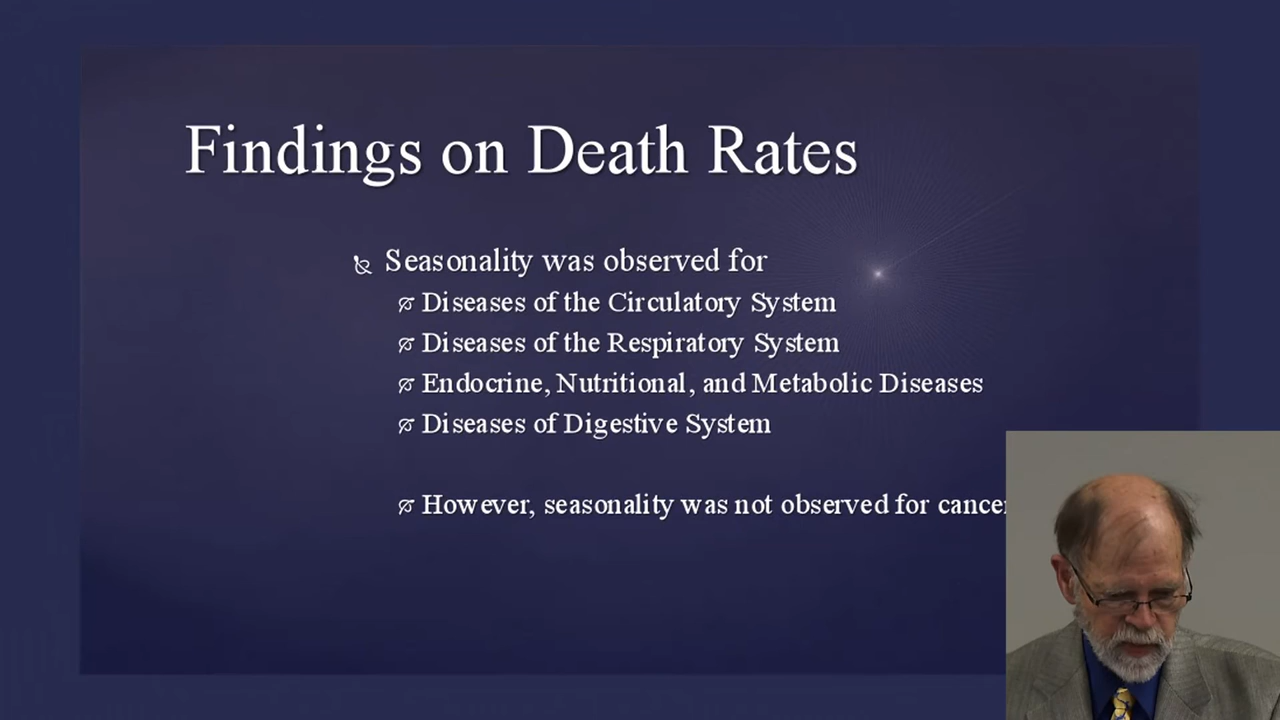 Findings on Death Rates
Seasonality was observed for
Diseases of the Circulatory System
Diseases of the Respiratory System
Endocrine, Nutritional, and Metabolic Diseases
Diseases of Digestive System
However, seasonality was not observed for cancer